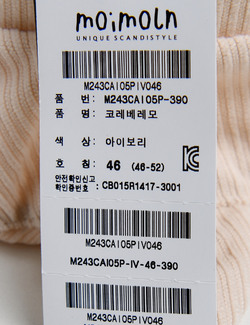 moimoln
UNIQUE SCANDISTYLE
M243CAI05PIV046
품 번: M243CAI05P-390
품 명: 코레베레모
색 상: 아이보리
호 칭: 46 (46-52)
안전확인신고
확인증번호: CB015R1417-3001
M243CAI05PIV046
M243CAI05P-IV-46-390
M243CAI05PIV046